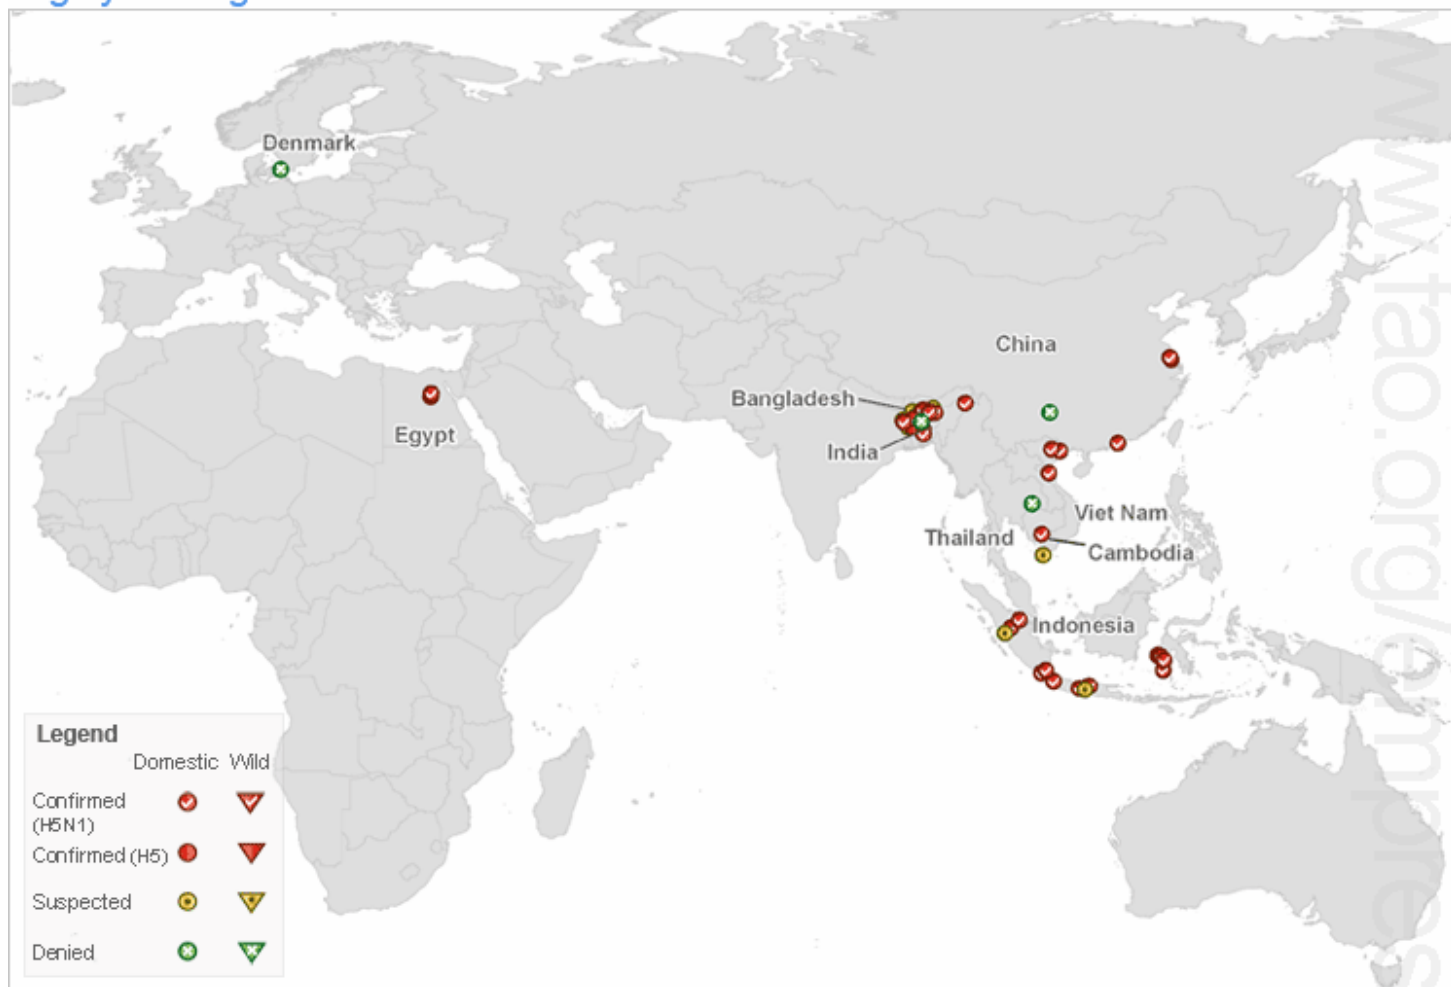 Denmark
China
Bangladesh
Egypt
India
Viet Nam
Thailand
Cambodia
Indonesia
Legend
Domestic Wild
Confirmed
(H5N1)
Confirmed (H5)
Suspected
Denied
www.fao.org/empres